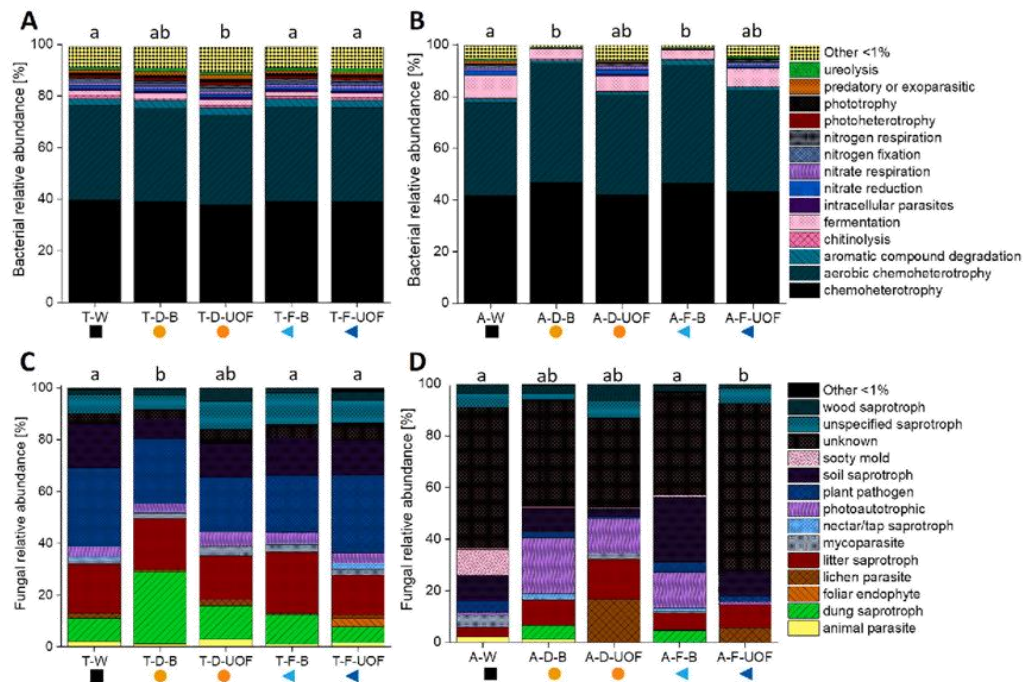 A
a ab b a a
Bacterial relative abundance [%]
100
80
60
40
20
0
T-W T-D-B T-D-UOF T-F-B T-F-UOF
B
a b ab b ab
Bacterial relative abundance [%]
100
80
60
40
20
0
A-W A-D-B A-D-UOF A-F-B A-F-UOF
Other <1%
ureolysis
predatory or exoparasitic
phototrophy
photoheterotrophy
nitrogen respiration
nitrogen fixation
nitrate respiration
nitrate reduction
intracellular parasites
fermentation
chitinolysis
aromatic compound degradation
aerobic chemoheterotrophy
chemoheterotrophy
C
a b ab a a
Fungal relative abundance [%]
100
80
60
40
20
0
T-W T-D-B T-D-UOF T-F-B T-F-UOF
D
a ab ab a b
Fungal relative abundance [%]
100
80
60
40
20
0
A-W A-D-B A-D-UOF A-F-B A-F-UOF
Other <1%
wood saprotroph
unspecified saprotroph
unknown
sooty mold
soil saprotroph
plant pathogen
photoautotrophic
nectar/tap saprotroph
mycoparasite
litter saprotroph
lichen parasite
foliar endophyte
dung saprotroph
animal parasite